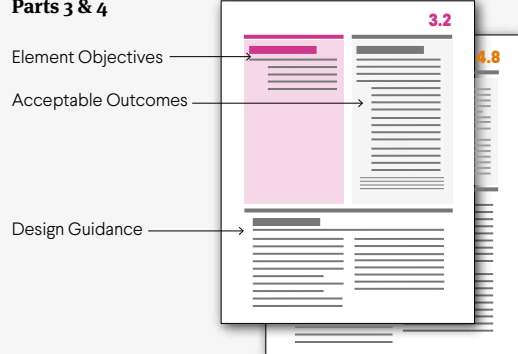 Parts 3 & 4
3.2
4.8
Element Objectives
Acceptable Outcomes
Design Guidance